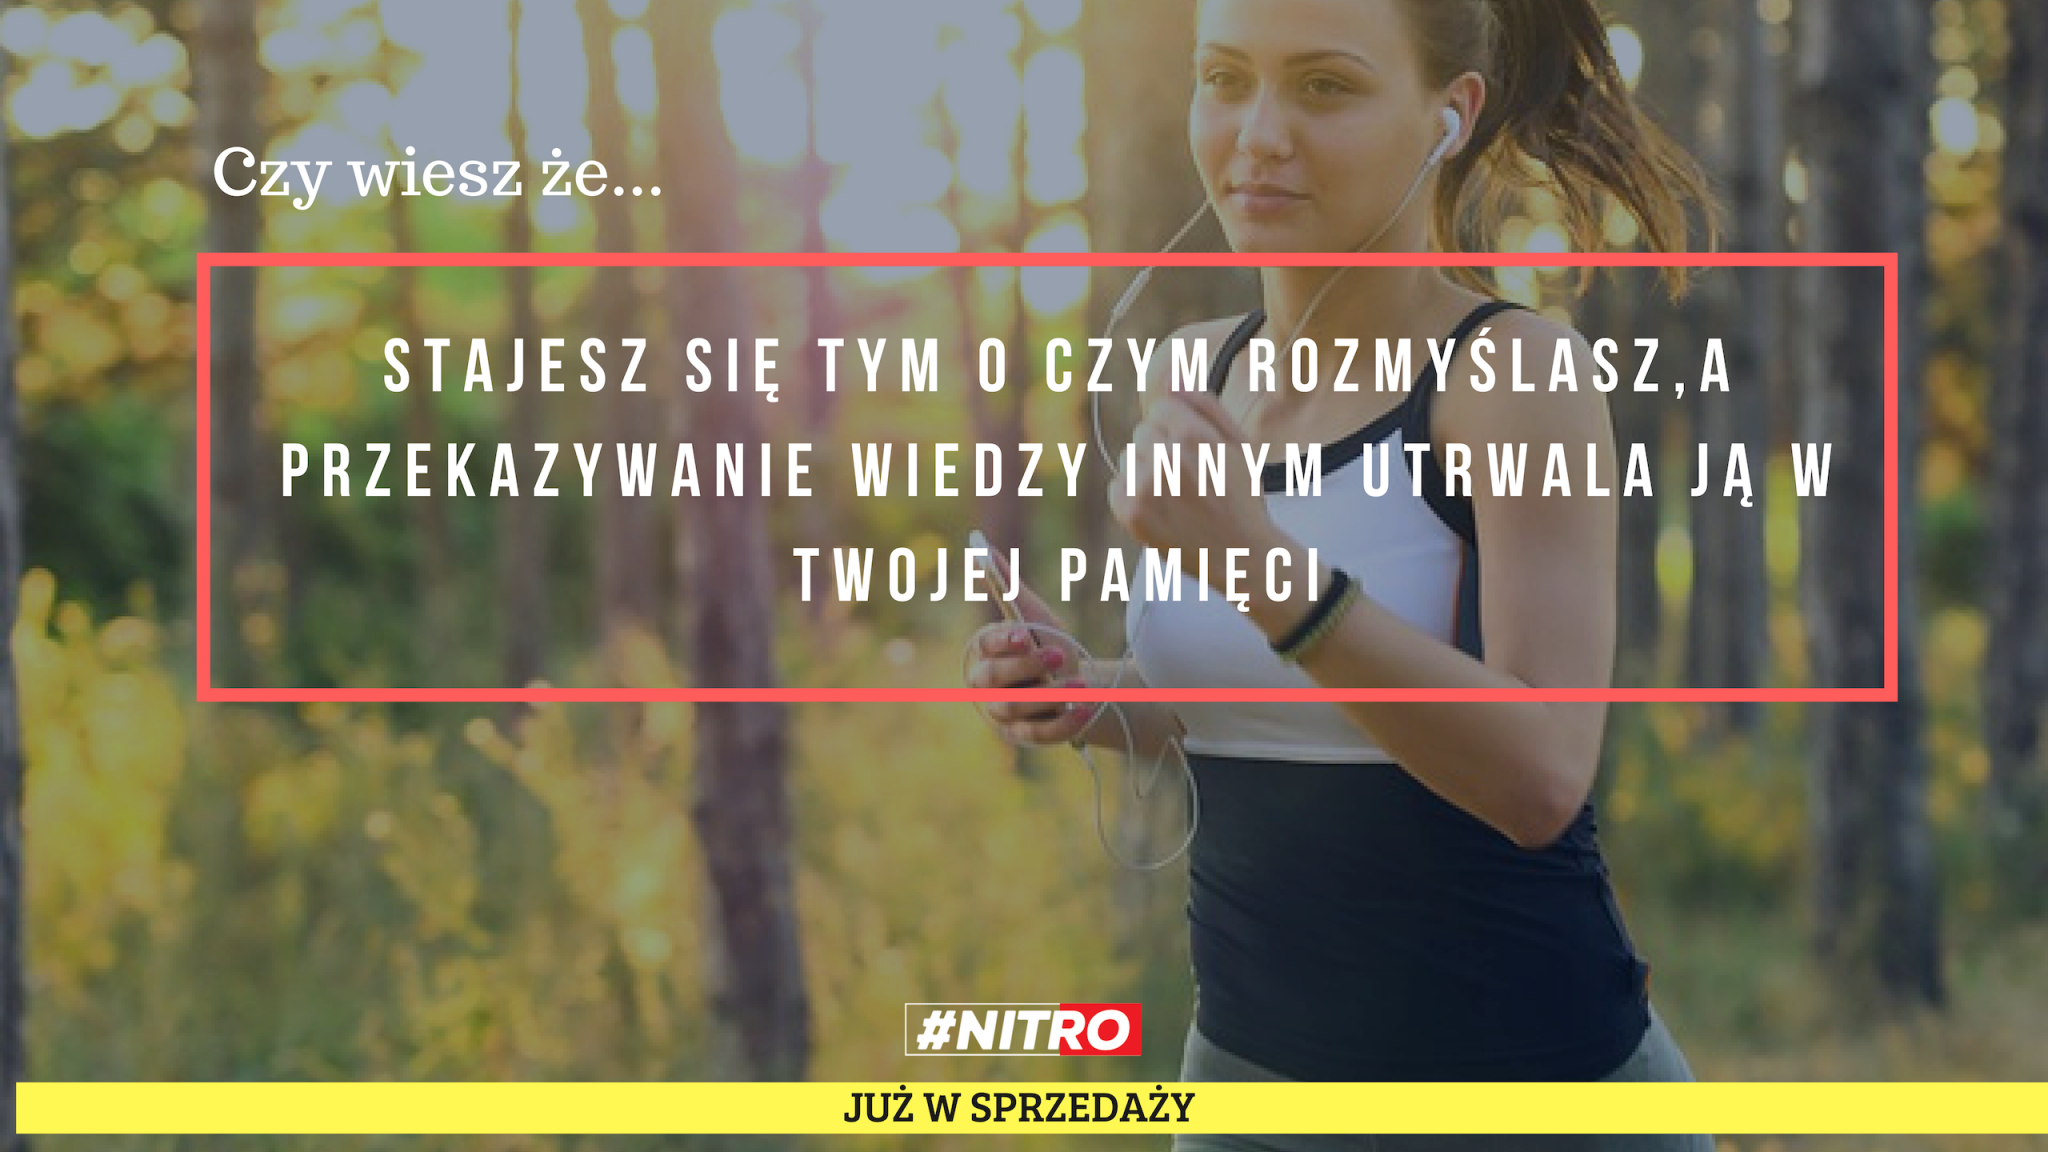 Czy wiesz że...
STAJESZ SIĘ TYM O CZYM ROZMYŚLASZ,A
PRZEKAZYWANIE WIEDZY INNYM UTRWALA JĄ W
TWOJEJ PAMIĘCI
#NITRO
JUŻ W SPRZEDAŻY